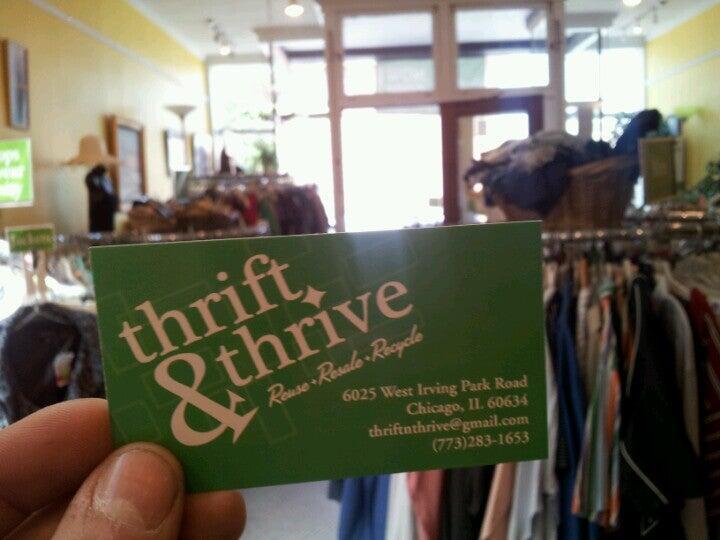 thrift
& thrive
Reuse • Resale • Recycle
6025 West Irving Park Road
Chicago, IL 60634
thriftnthrive@gmail.com
(773)283-1653